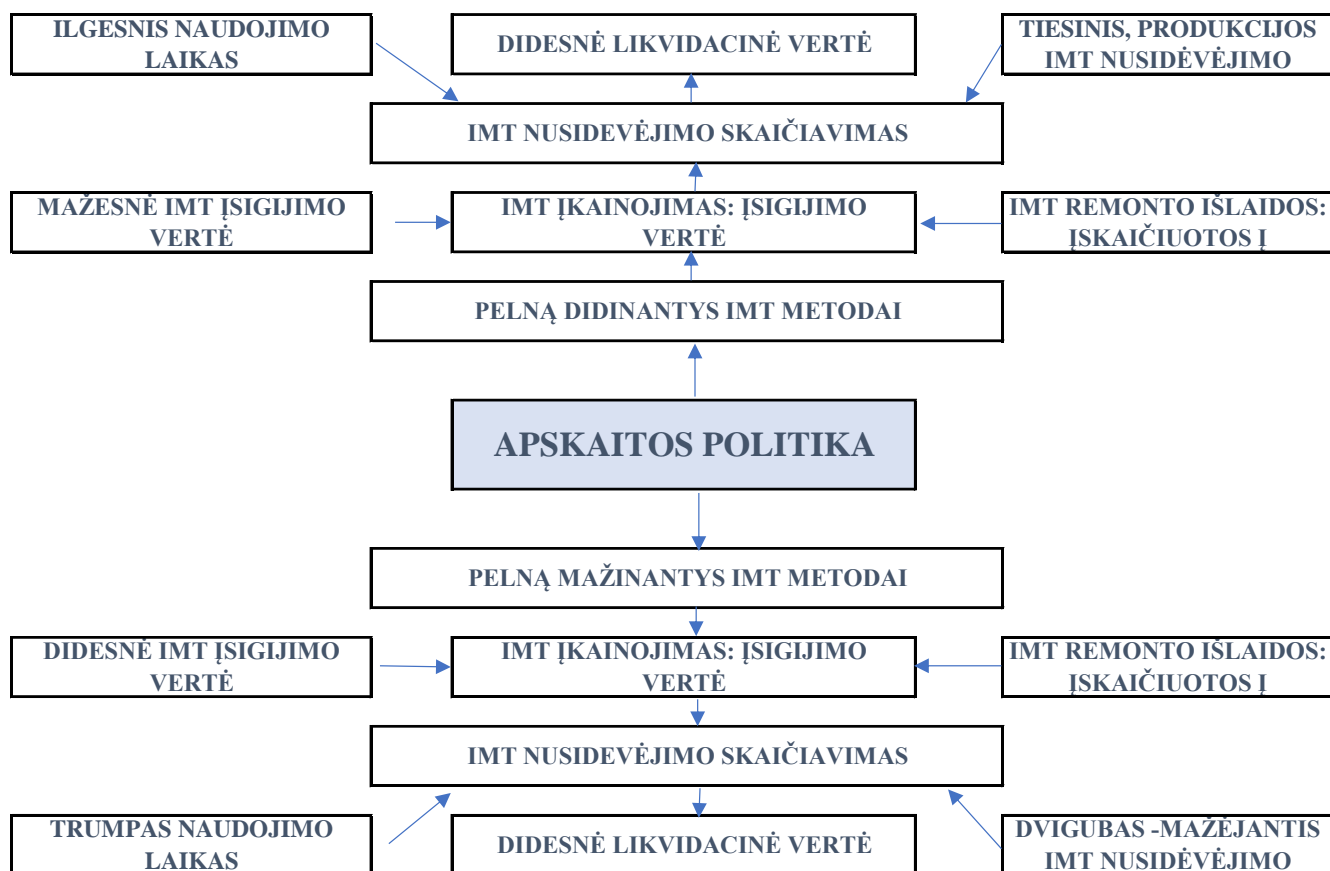 ILGESNIS NAUDOJIMO
LAIKAS
DIDESNĖ LIKVIDACINĖ VERTĖ
TIESINIS, PRODUKCIJOS
IMT NUSIDĖVĖJIMO
IMT NUSIDEVĖJIMO SKAIČIAVIMAS
MAŽESNĖ IMT ĮSIGIJIMO
VERTĖ
IMT ĮKAINOJIMAS: ĮSIGIJIMO
VERTĖ
IMT REMONTO IŠLAIDOS:
ĮSKAIČIUOTOS Į
PELNĄ DIDINANTYS IMT METODAI
APSKAITOS POLITIKA
PELNĄ MAŽINANTYS IMT METODAI
DIDESNĖ IMT ĮSIGIJIMO
VERTĖ
IMT ĮKAINOJIMAS: ĮSIGIJIMO
VERTĖ
IMT REMONTO IŠLAIDOS:
ĮSKAIČIUOTOS Į
IMT NUSIDEVĖJIMO SKAIČIAVIMAS
TRUMPAS NAUDOJIMO
LAIKAS
DIDESNĖ LIKVIDACINĖ VERTĖ
DVIGUBAS -MAŽĖJANTIS
IMT NUSIDĖVĖJIMO